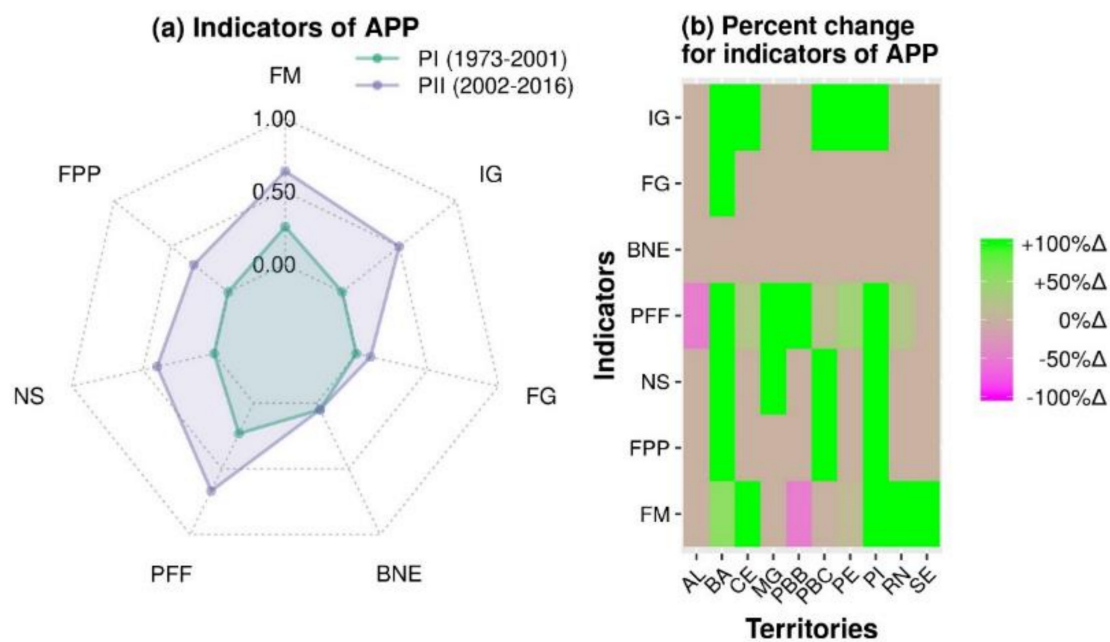 (a) Indicators of APP
PI (1973-2001)
PII (2002-2016)
FM
1.00
FPP
IG
0.50
0.00
NS
FG
PFF
BNE
(b) Percent change
for indicators of APP
IG
FG
BNE
PFF
NS
FPP
FM
Indicators
AL
BA
CE
MG
PBB
PBC
PE
PI
RN
SE
Territories
+100%Δ
+50%Δ
0%Δ
-50%Δ
-100%Δ